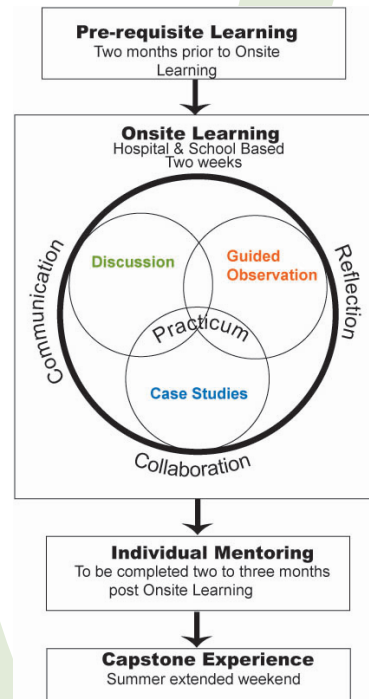 Pre-requisite Learning
Two months prior to Onsite
Learning
Onsite Learning
Hospital & School Based
Two weeks
Communication
Reflection
Discussion
Guided
Observation
Practicum
Case Studies
Collaboration
Individual Mentoring
To be completed two to three months
post Onsite Learning
Capstone Experience
Summer extended weekend